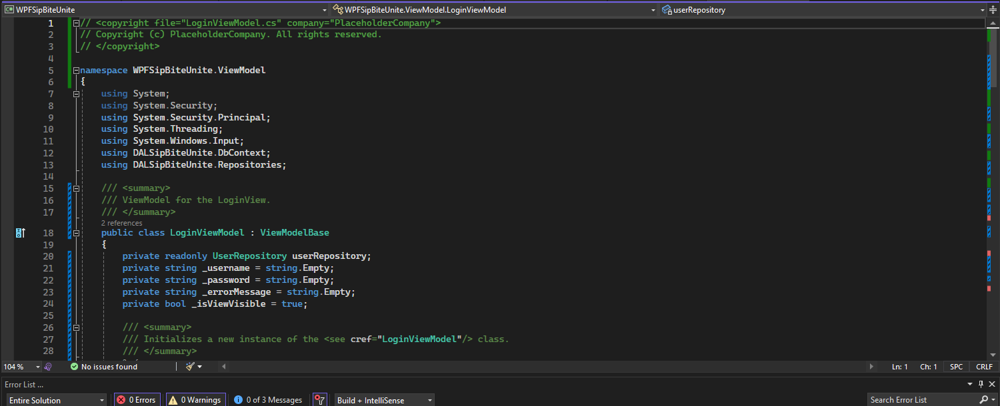 WPFSipBiteUnite WPFSipBiteUnite.ViewModel.LoginViewModel userRepository
1 // <copyright file="LoginViewModel.cs" company="PlaceholderCompany">
2 // Copyright (c) PlaceholderCompany. All rights reserved.
3 // </copyright>
4
5 namespace WPFSipBiteUnite.ViewModel
6 {
7 using System;
8 using System.Security;
9 using System.Security.Principal;
10 using System.Threading;
11 using System.Windows.Input;
12 using DALSipBiteUnite.DbContext;
13 using DALSipBiteUnite.Repositories;
14
15 /// <summary>
16 /// ViewModel for the LoginView.
17 /// </summary>
2 references
18 public class LoginViewModel : ViewModelBase
19 {
20 private readonly UserRepository userRepository;
21 private string _username = string.Empty;
22 private string _password = string.Empty;
23 private string _errorMessage = string.Empty;
24 private bool _isViewVisible = true;
25
26 /// <summary>
27 /// Initializes a new instance of the <see cref="LoginViewModel"/> class.
28 /// </summary>
104 % No issues found Ln: 1 Ch: 1 SPC CRLF
Error List ...
Entire Solution 0 Errors 0 Warnings 0 of 3 Messages Build + IntelliSense Search Error List